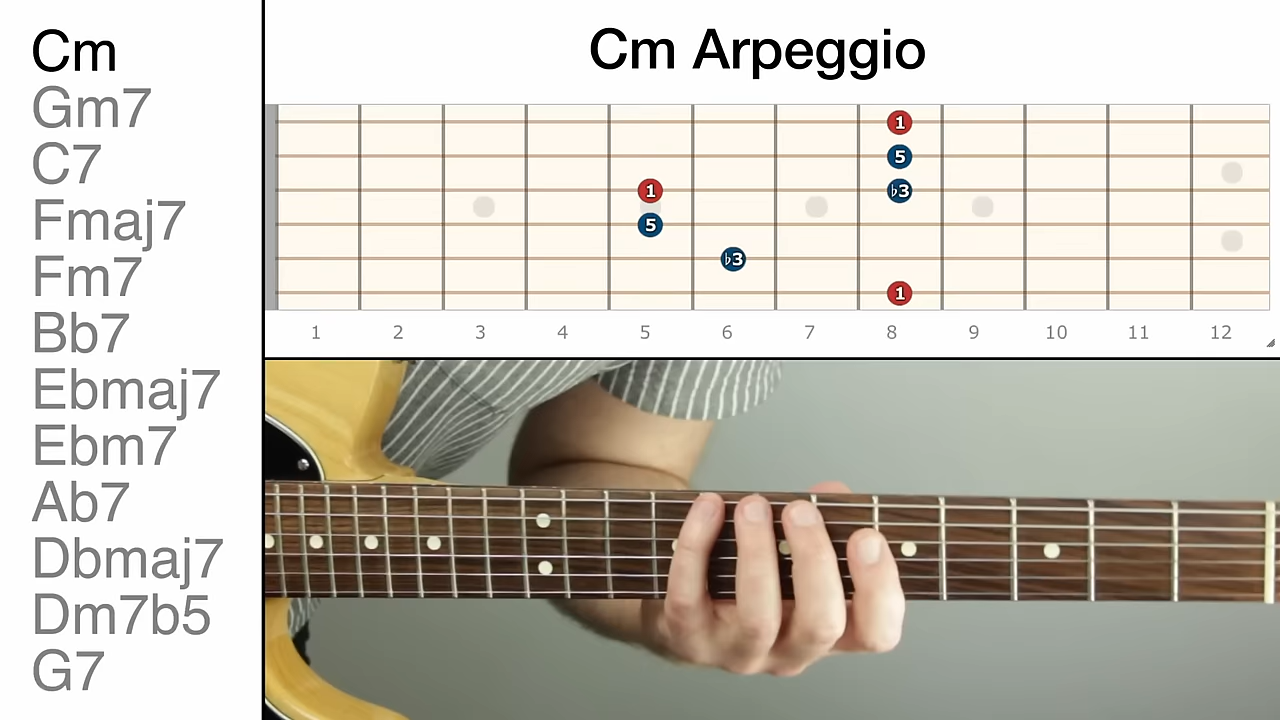 Cm
Gm7
C7
Fmaj7
Fm7
Bb7
Ebmaj7
Ebm7
Ab7
Dbmaj7
Dm7b5
G7
Cm Arpeggio
1
5
1 ♭3
5
♭3
1
1 2 3 4 5 6 7 8 9 10 11 12